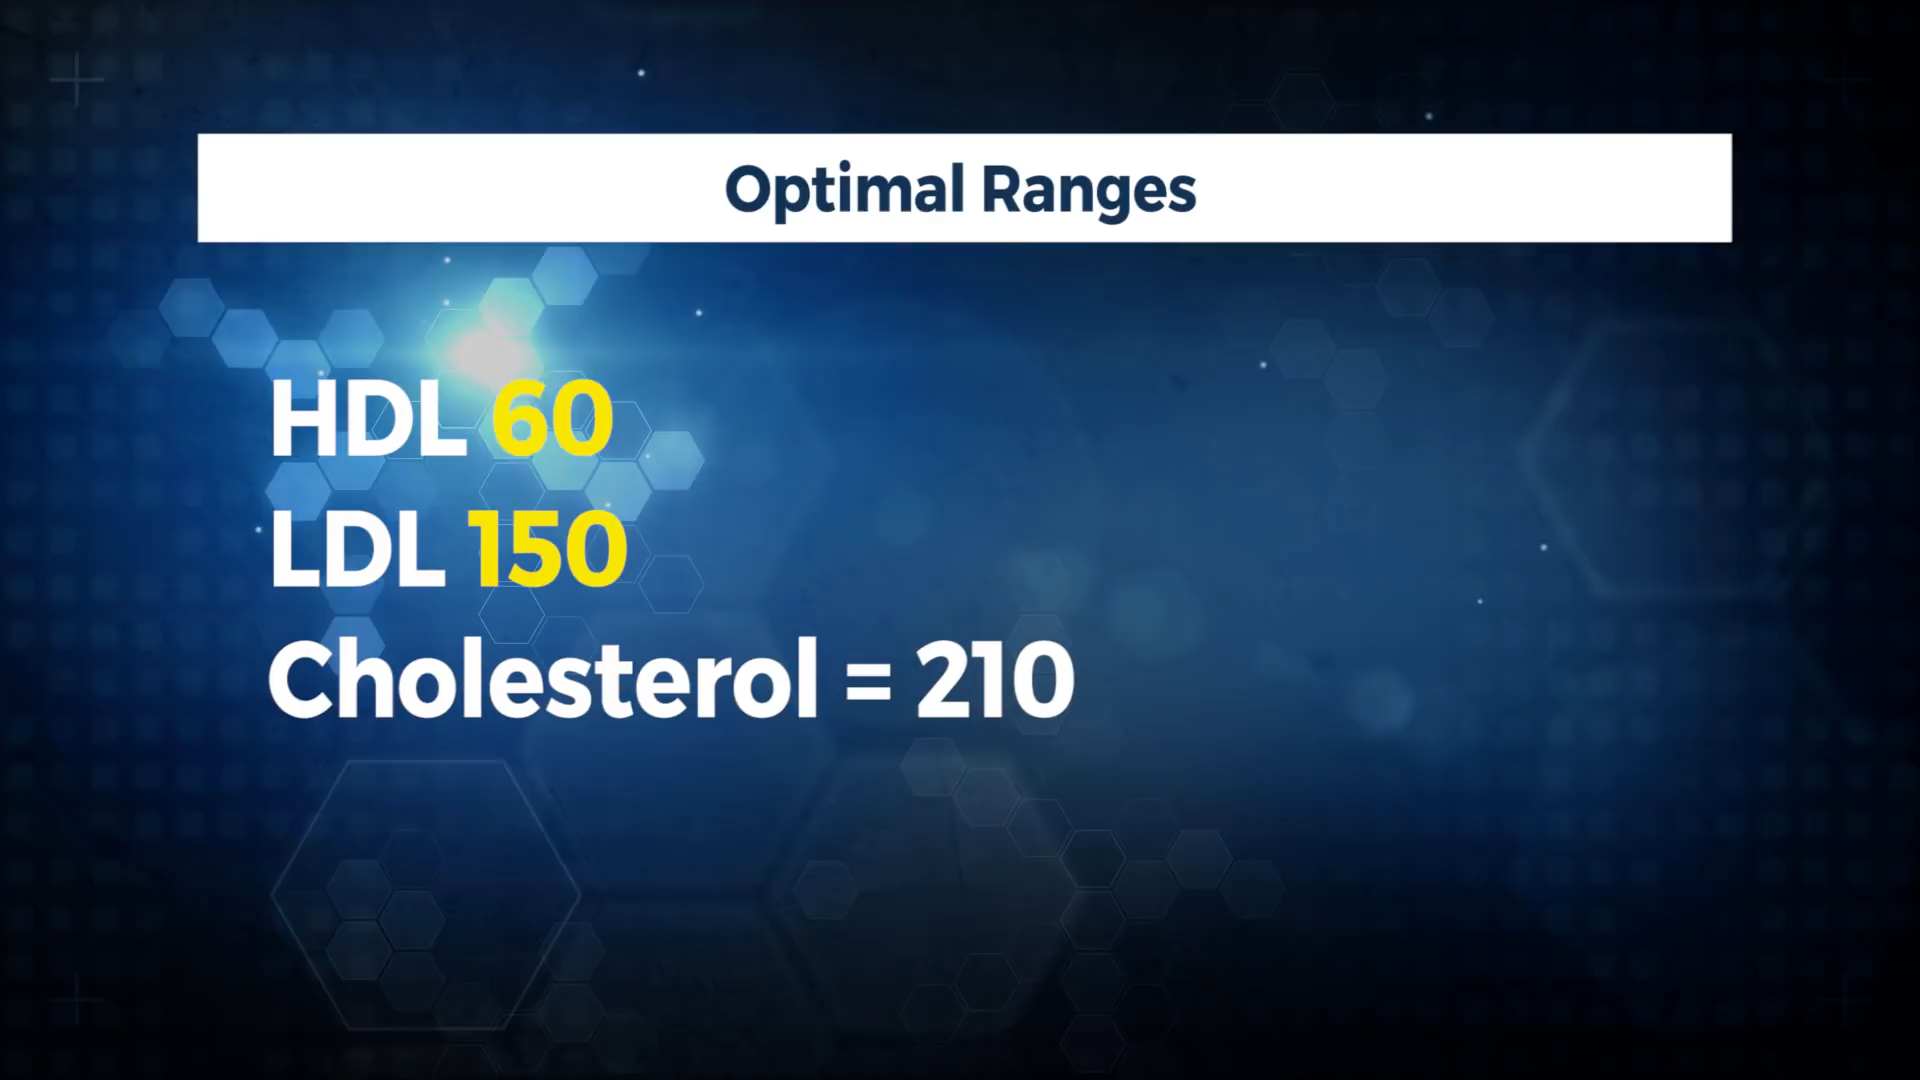 Optimal Ranges
HDL 60
LDL 150
Cholesterol = 210